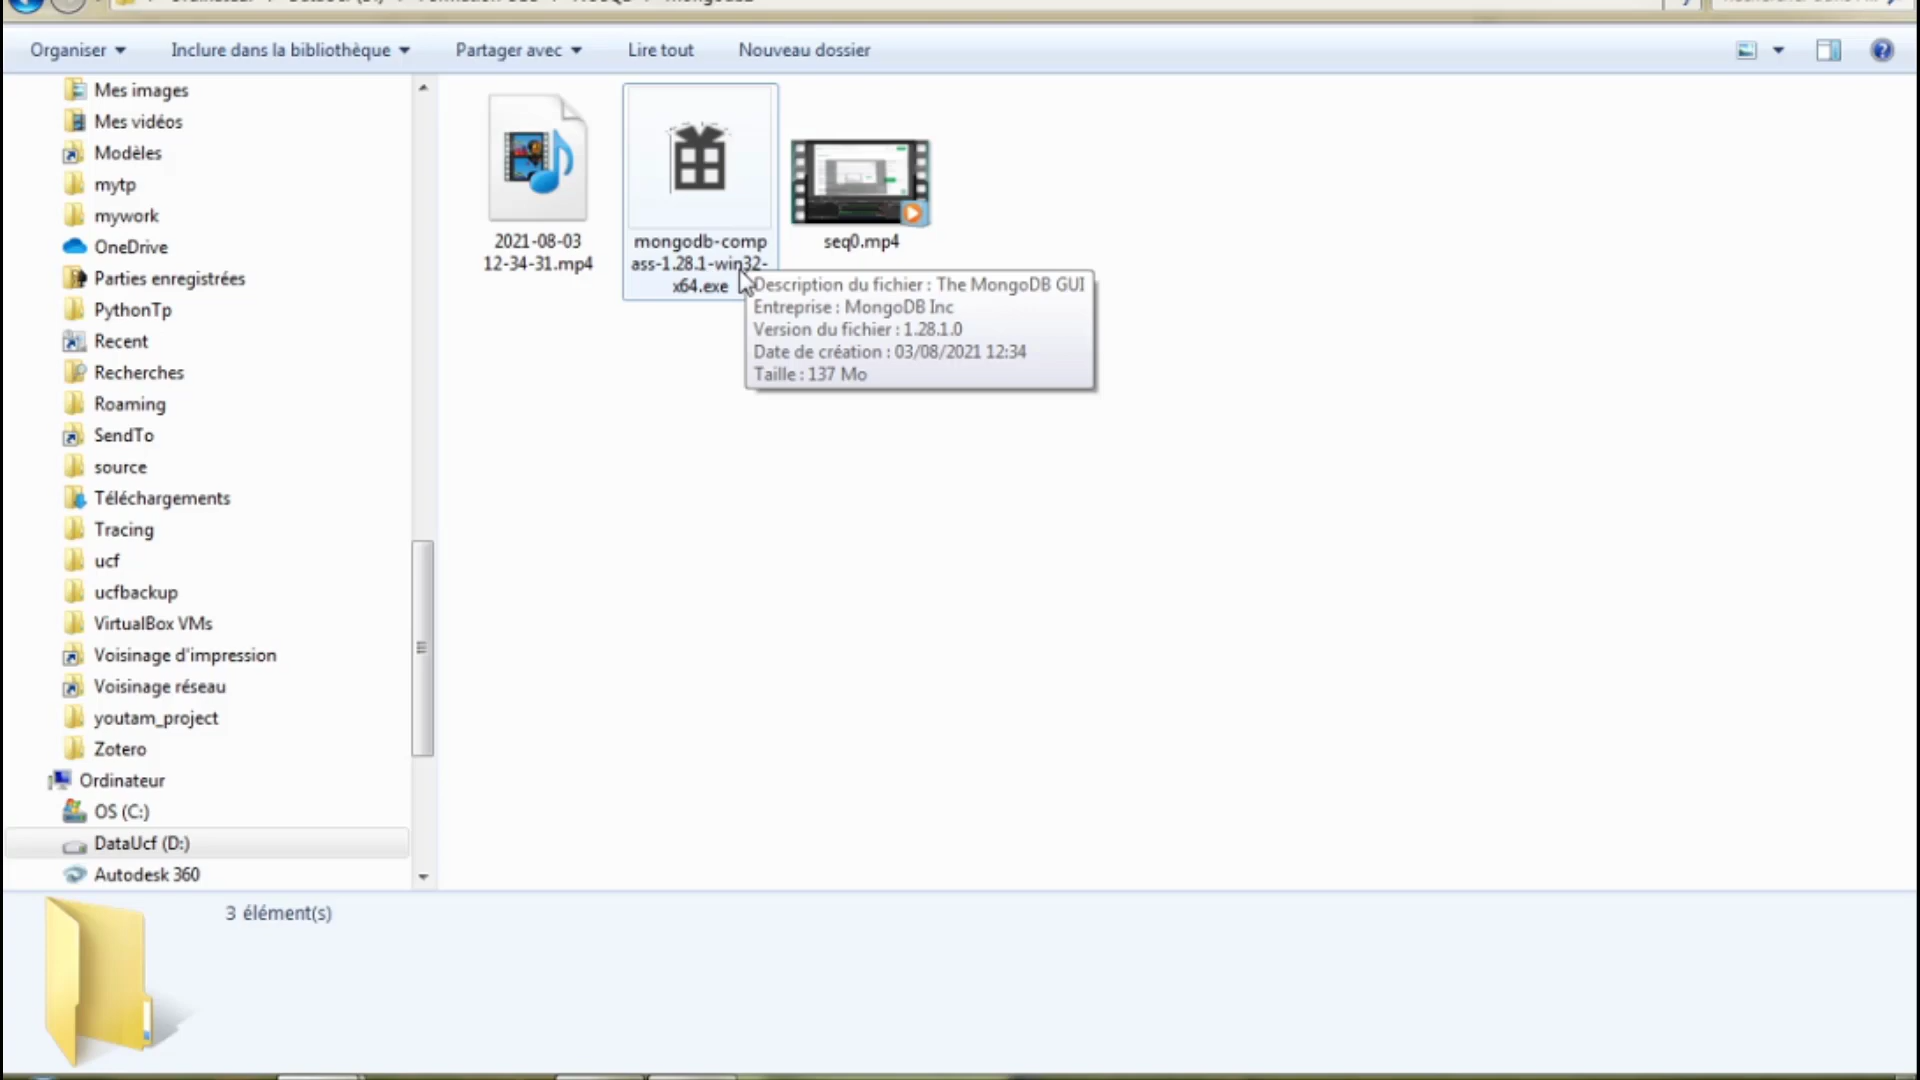 Organiser
Inclure dans la bibliothèque
Partager avec
Lire tout
Nouveau dossier
Mes images
Mes vidéos
Modèles
mytp
mywork
OneDrive
Parties enregistrées
PythonTp
Recent
Recherches
Roaming
SendTo
source
Téléchargements
Tracing
ucf
ucfbackup
VirtualBox VMs
Voisinage d'impression
Voisinage réseau
youtam_project
Zotero
Ordinateur
OS (C:)
DataUcf (D:)
Autodesk 360
2021-08-03
12-34-31.mp4
mongodb-comp
ass-1.28.1-win32-
x64.exe
seq0.mp4
Description du fichier : The MongoDB GUI
Entreprise : MongoDB Inc
Version du fichier : 1.28.1.0
Date de création : 03/08/2021 12:34
Taille : 137 Mo
3 élément(s)